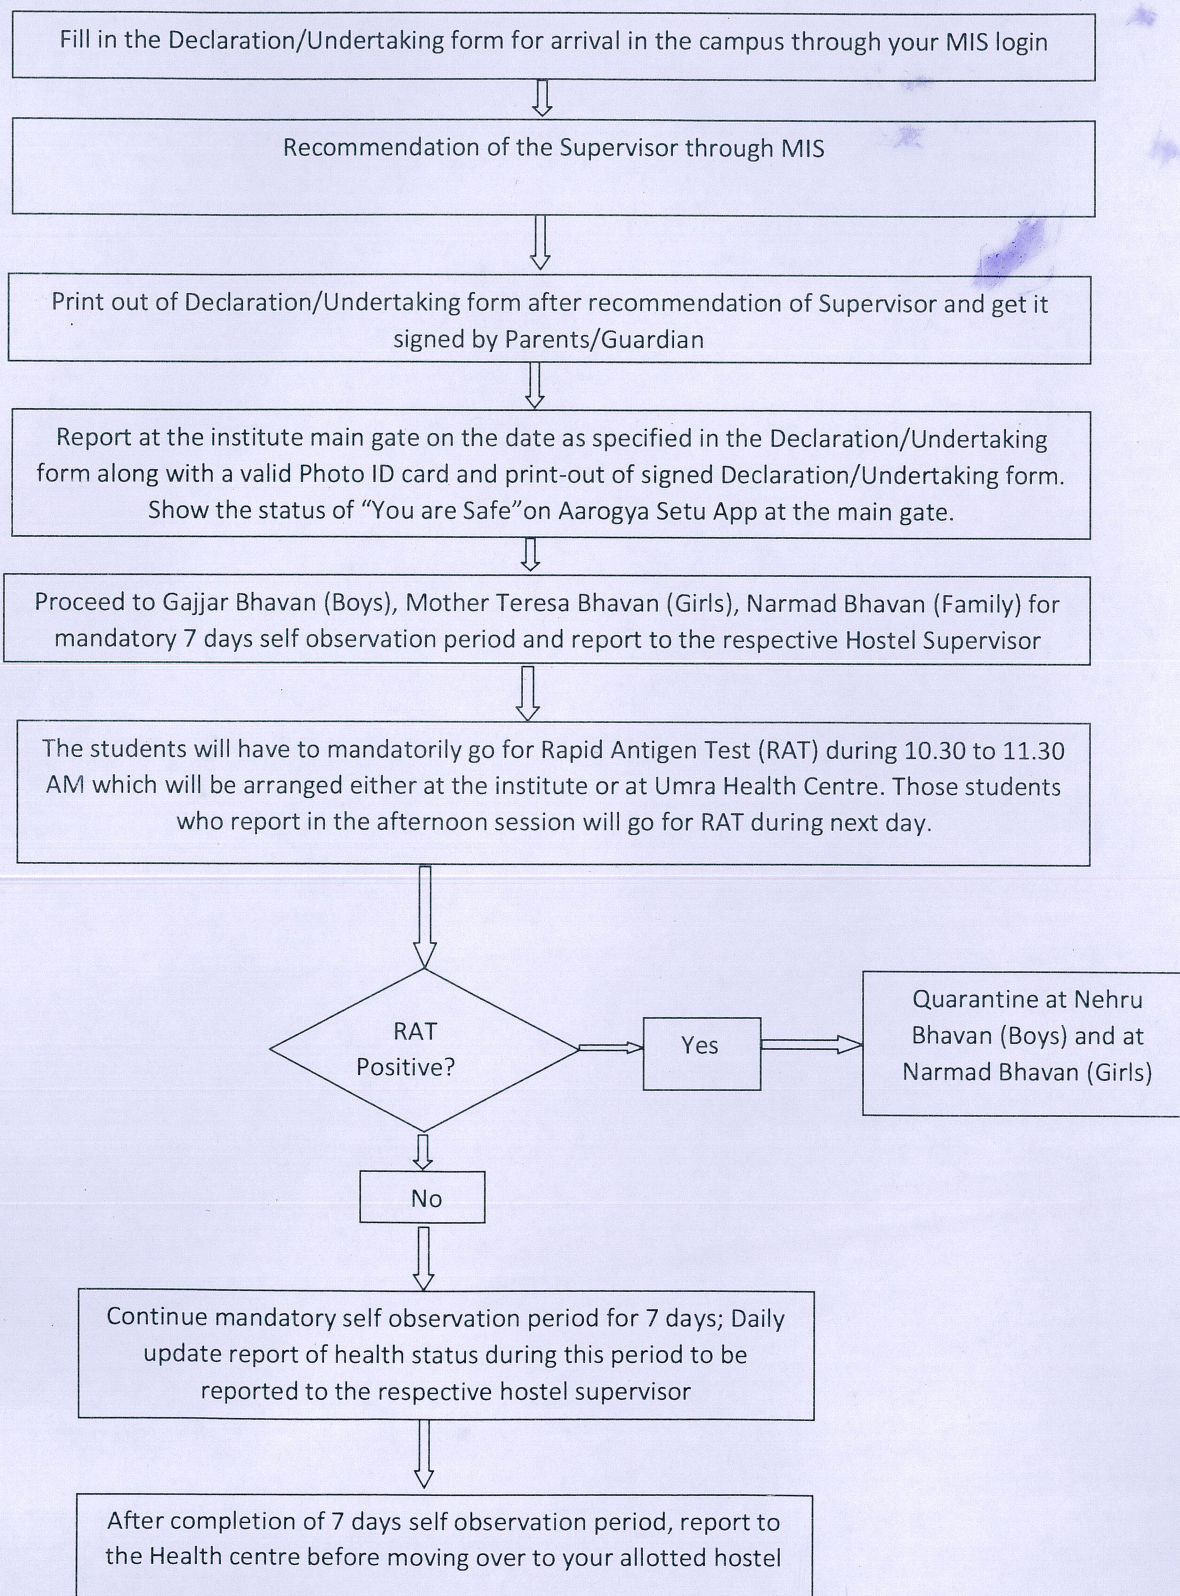 Fill in the Declaration/Undertaking form for arrival in the campus through your MIS login
Recommendation of the Supervisor through MIS
Print out of Declaration/Undertaking form after recommendation of Supervisor and get it
signed by Parents/Guardian
Report at the institute main gate on the date as specified in the Declaration/Undertaking
form along with a valid Photo ID card and print-out of signed Declaration/Undertaking form.
Show the status of “You are Safe”on Aarogya Setu App at the main gate.
Proceed to Gajjar Bhavan (Boys), Mother Teresa Bhavan (Girls), Narmad Bhavan (Family) for
mandatory 7 days self observation period and report to the respective Hostel Supervisor
The students will have to mandatorily go for Rapid Antigen Test (RAT) during 10.30 to 11.30
AM which will be arranged either at the institute or at Umra Health Centre. Those students
who report in the afternoon session will go for RAT during next day.
RAT
Positive?
Yes
Quarantine at Nehru
Bhavan (Boys) and at
Narmad Bhavan (Girls)
No
Continue mandatory self observation period for 7 days; Daily
update report of health status during this period to be
reported to the respective hostel supervisor
After completion of 7 days self observation period, report to
the Health centre before moving over to your allotted hostel